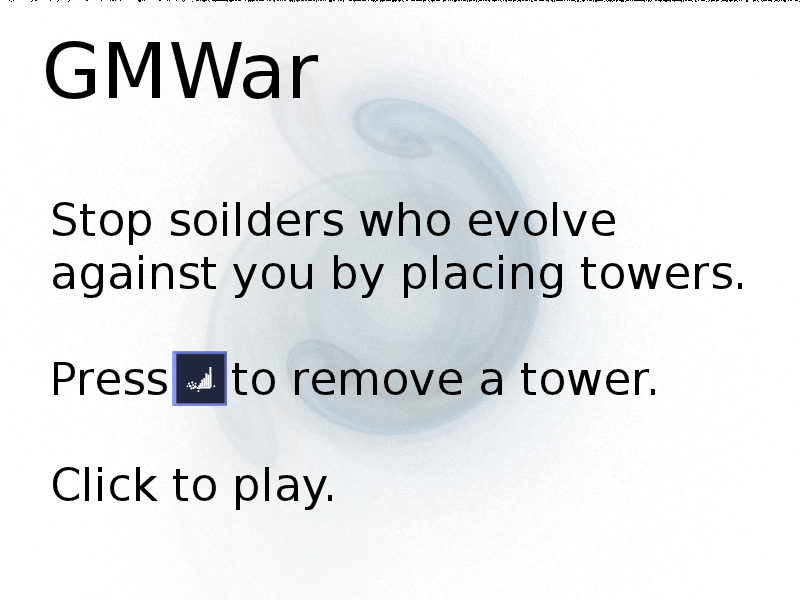 GMWar
Stop soilders who evolve
against you by placing towers.
Press to remove a tower.
Click to play.